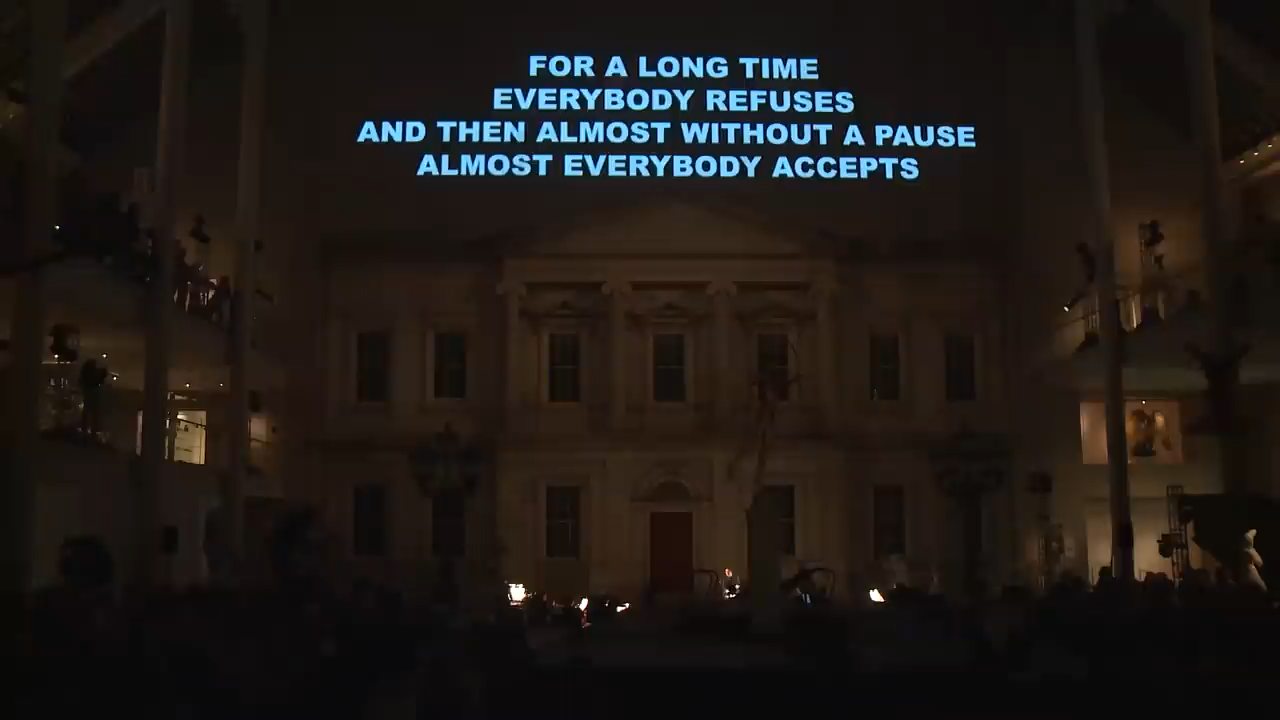 FOR A LONG TIME
EVERYBODY REFUSES
AND THEN ALMOST WITHOUT A PAUSE
ALMOST EVERYBODY ACCEPTS